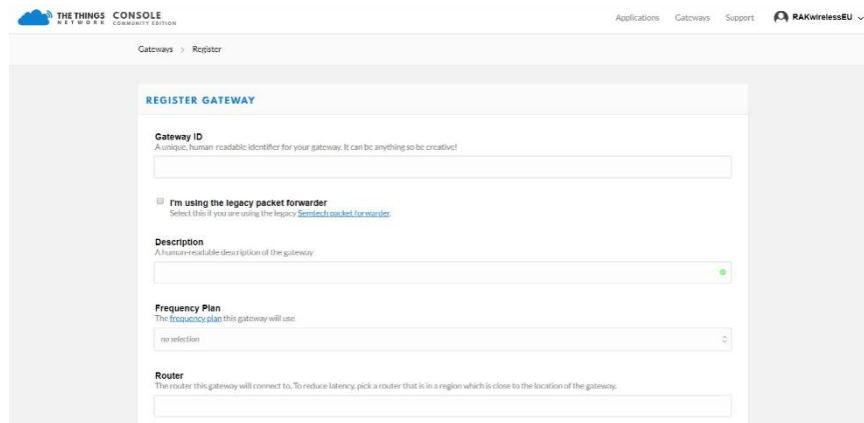 THE THINGS CONSOLE
NETWORK COMMUNITY EDITION
Applications Gateways Support RAKwirelessEU
Gateways > Register
REGISTER GATEWAY
Gateway ID
A unique, human-readable identifier for your gateway. It can be anything so be creative!
I'm using the legacy packet forwarder
Select this if you are using the legacy Semtech packet forwarder.
Description
A human-readable description of the gateway
Frequency Plan
The frequency plan this gateway will use
no selection
Router
The router this gateway will connect to. To reduce latency, pick a router that is in a region which is close to the location of the gateway.